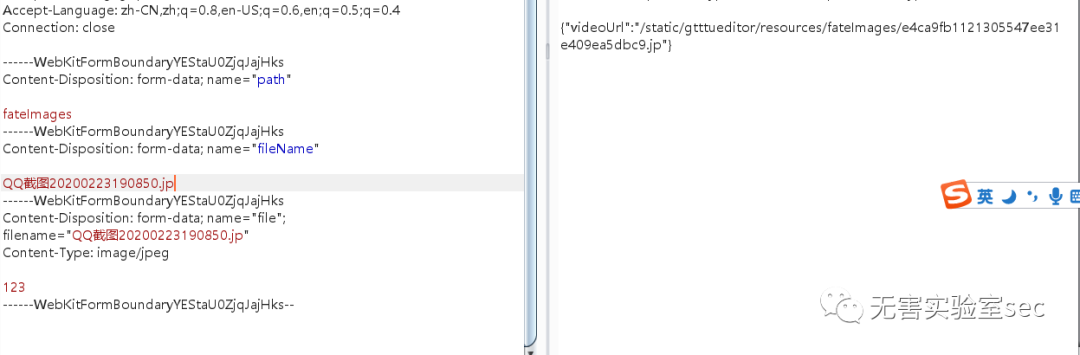 Accept-Language: zh-CN,zh;q=0.8,en-US;q=0.6,en;q=0.5;q=0.4
Connection: close
------WebKitFormBoundaryYEStaU0ZjqJajHks
Content-Disposition: form-data; name="path"
fateImages
------WebKitFormBoundaryYEStaU0ZjqJajHks
Content-Disposition: form-data; name="fileName"
QQ截图20200223190850.jp
------WebKitFormBoundaryYEStaU0ZjqJajHks
Content-Disposition: form-data; name="file";
filename="QQ截图20200223190850.jp"
Content-Type: image/jpeg
123
------WebKitFormBoundaryYEStaU0ZjqJajHks--
{"videoUrl":"/static/gtttueditor/resources/fateImages/e4ca9fb1121305547ee31
e409ea5dbc9.jp"}
英
无害实验室sec